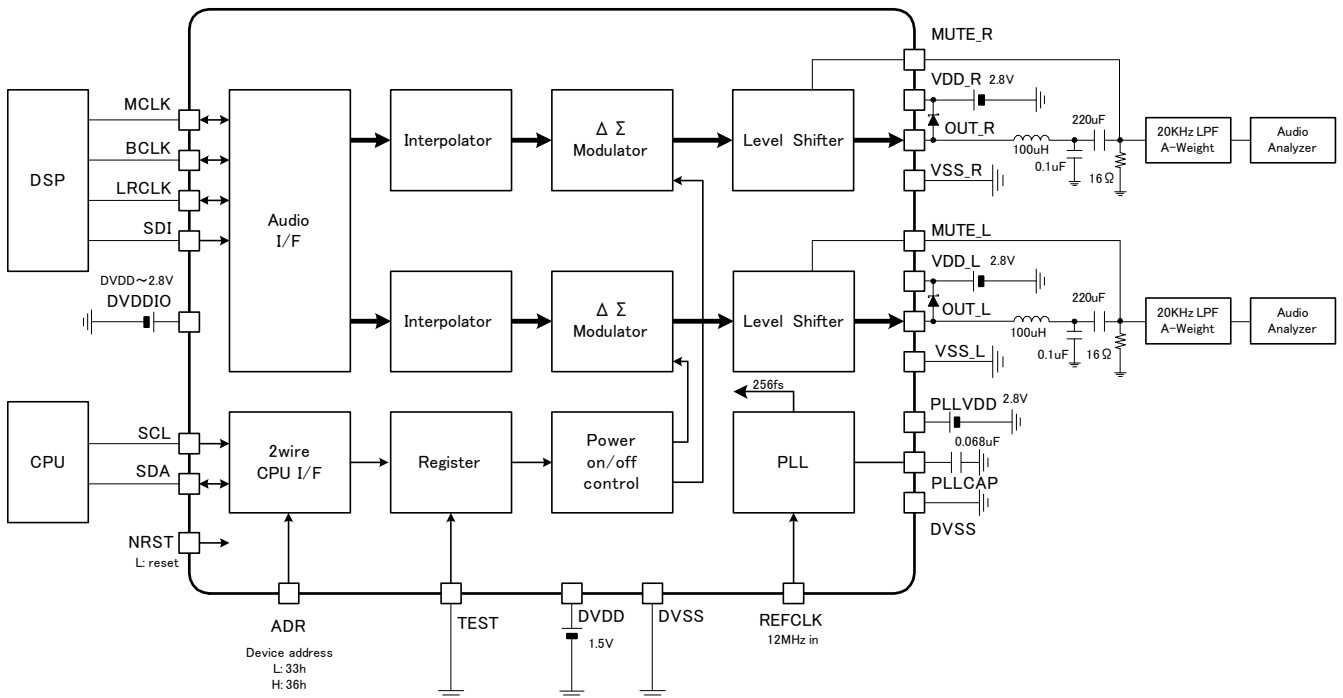 MUTE_R
VDD_R 2.8V
DSP
MCLK
BCLK
LRCLK
SDI
Audio
I/F
Interpolator
Δ Σ
Modulator
Level Shifter
OUT_R
100uH
220uF
0.1uF
16Ω
20KHz LPF
A-Weight
Audio
Analyzer
VSS_R
MUTE_L
VDD_L 2.8V
DVDD～2.8V
DVDDIO
Interpolator
Δ Σ
Modulator
Level Shifter
OUT_L
100uH
220uF
0.1uF
16Ω
20KHz LPF
A-Weight
Audio
Analyzer
VSS_L
256fs
CPU
SCL
SDA
2wire
CPU I/F
Register
Power
on/off
control
PLL
PLLVDD 2.8V
0.068uF
PLLCAP
DVSS
NRST
L: reset
ADR
Device address
L: 33h
H: 36h
TEST
DVDD
1.5V
DVSS
REFCLK
12MHz in